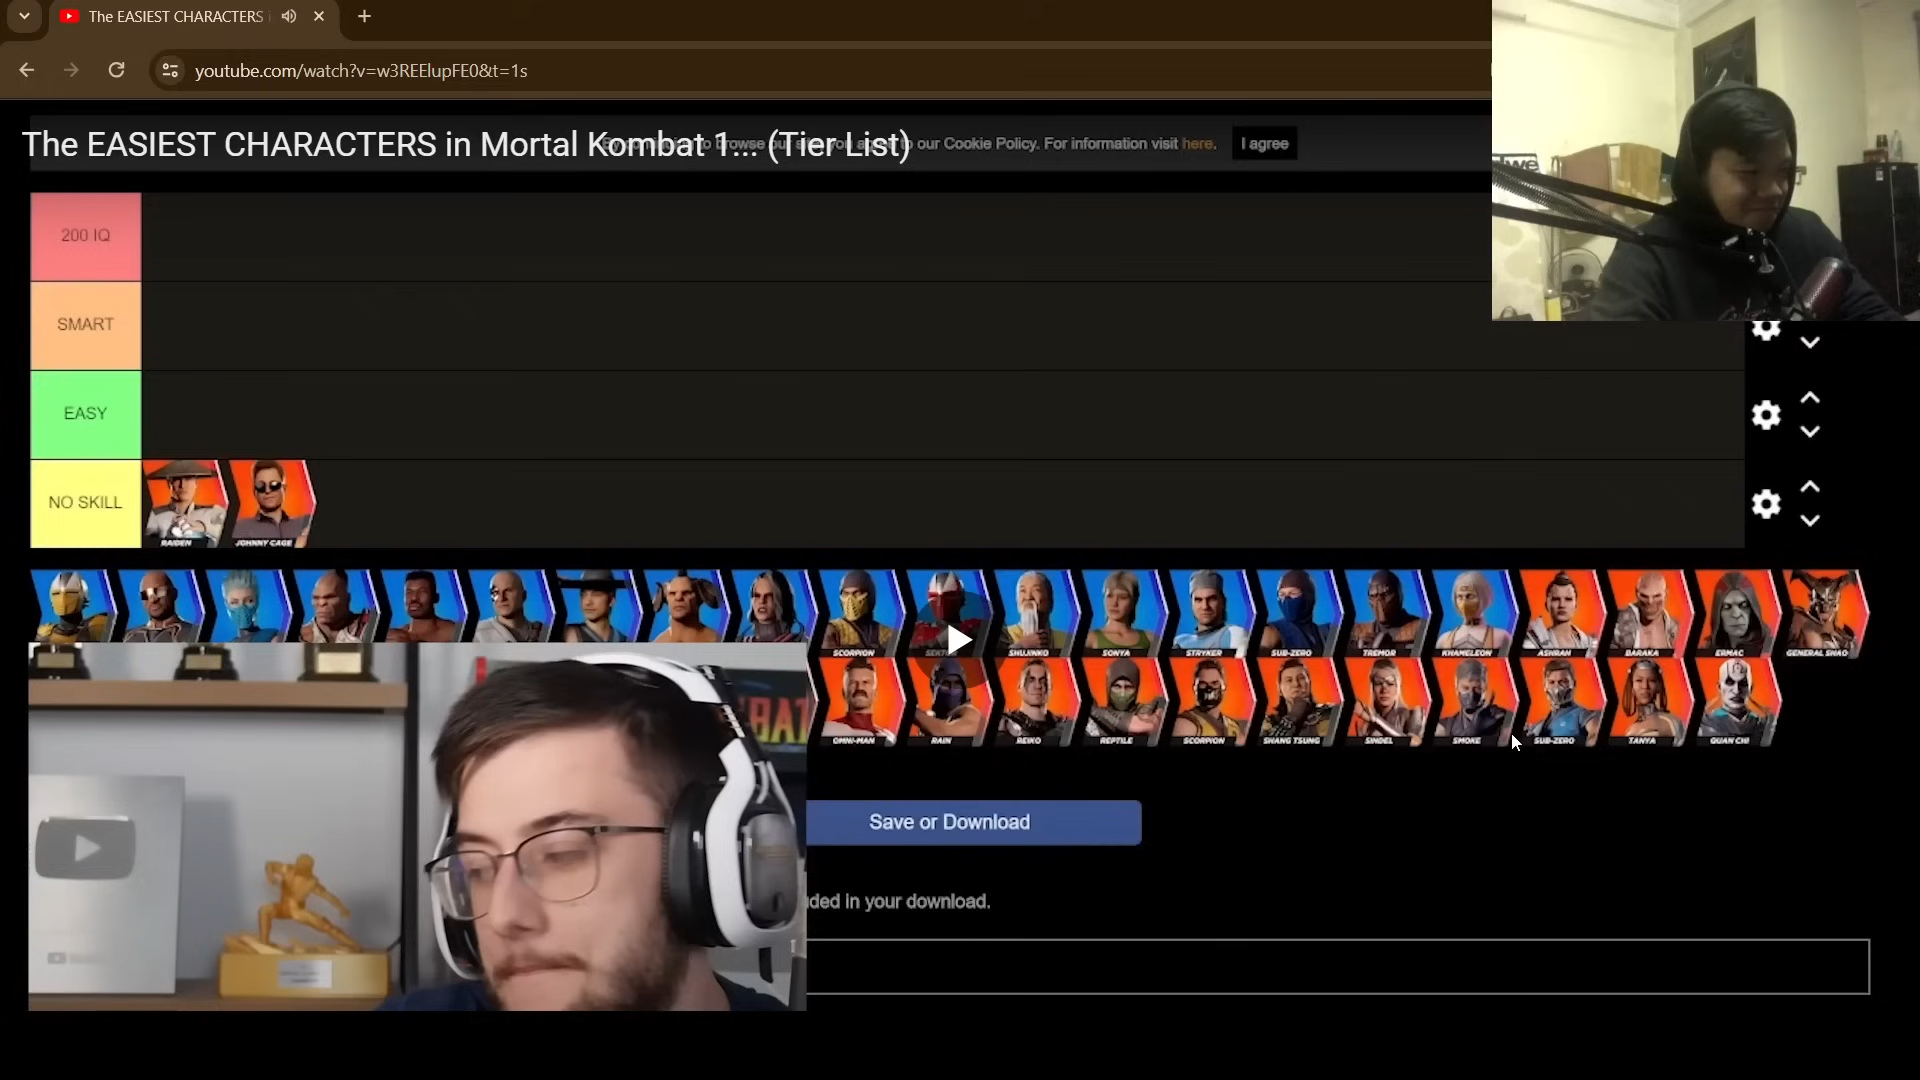 The EASIEST CHARACTERS
youtube.com/watch?v=w3REElupFE0&t=1s
The EASIEST CHARACTERS in Mortal Kombat 1... (Tier List)
to browse our
our Cookie Policy. For information visit here.
I agree
200 IQ
SMART
EASY
NO SKILL
RAIDEN
JOHNNY CAGE
SCORPION
SHUJINKO
SONYA
STRYKER
SUB-ZERO
TREMOR
KHAMELEON
ASHRAH
BARAKA
ERMAC
GENERAL SHAO
OMNI-MAN
RAIN
REIKO
REPTILE
SCORPION
SHANG TSUNG
SINDEL
SMOKE
SUB-ZERO
TANYA
QUAN CHI
Save or Download
in your download.